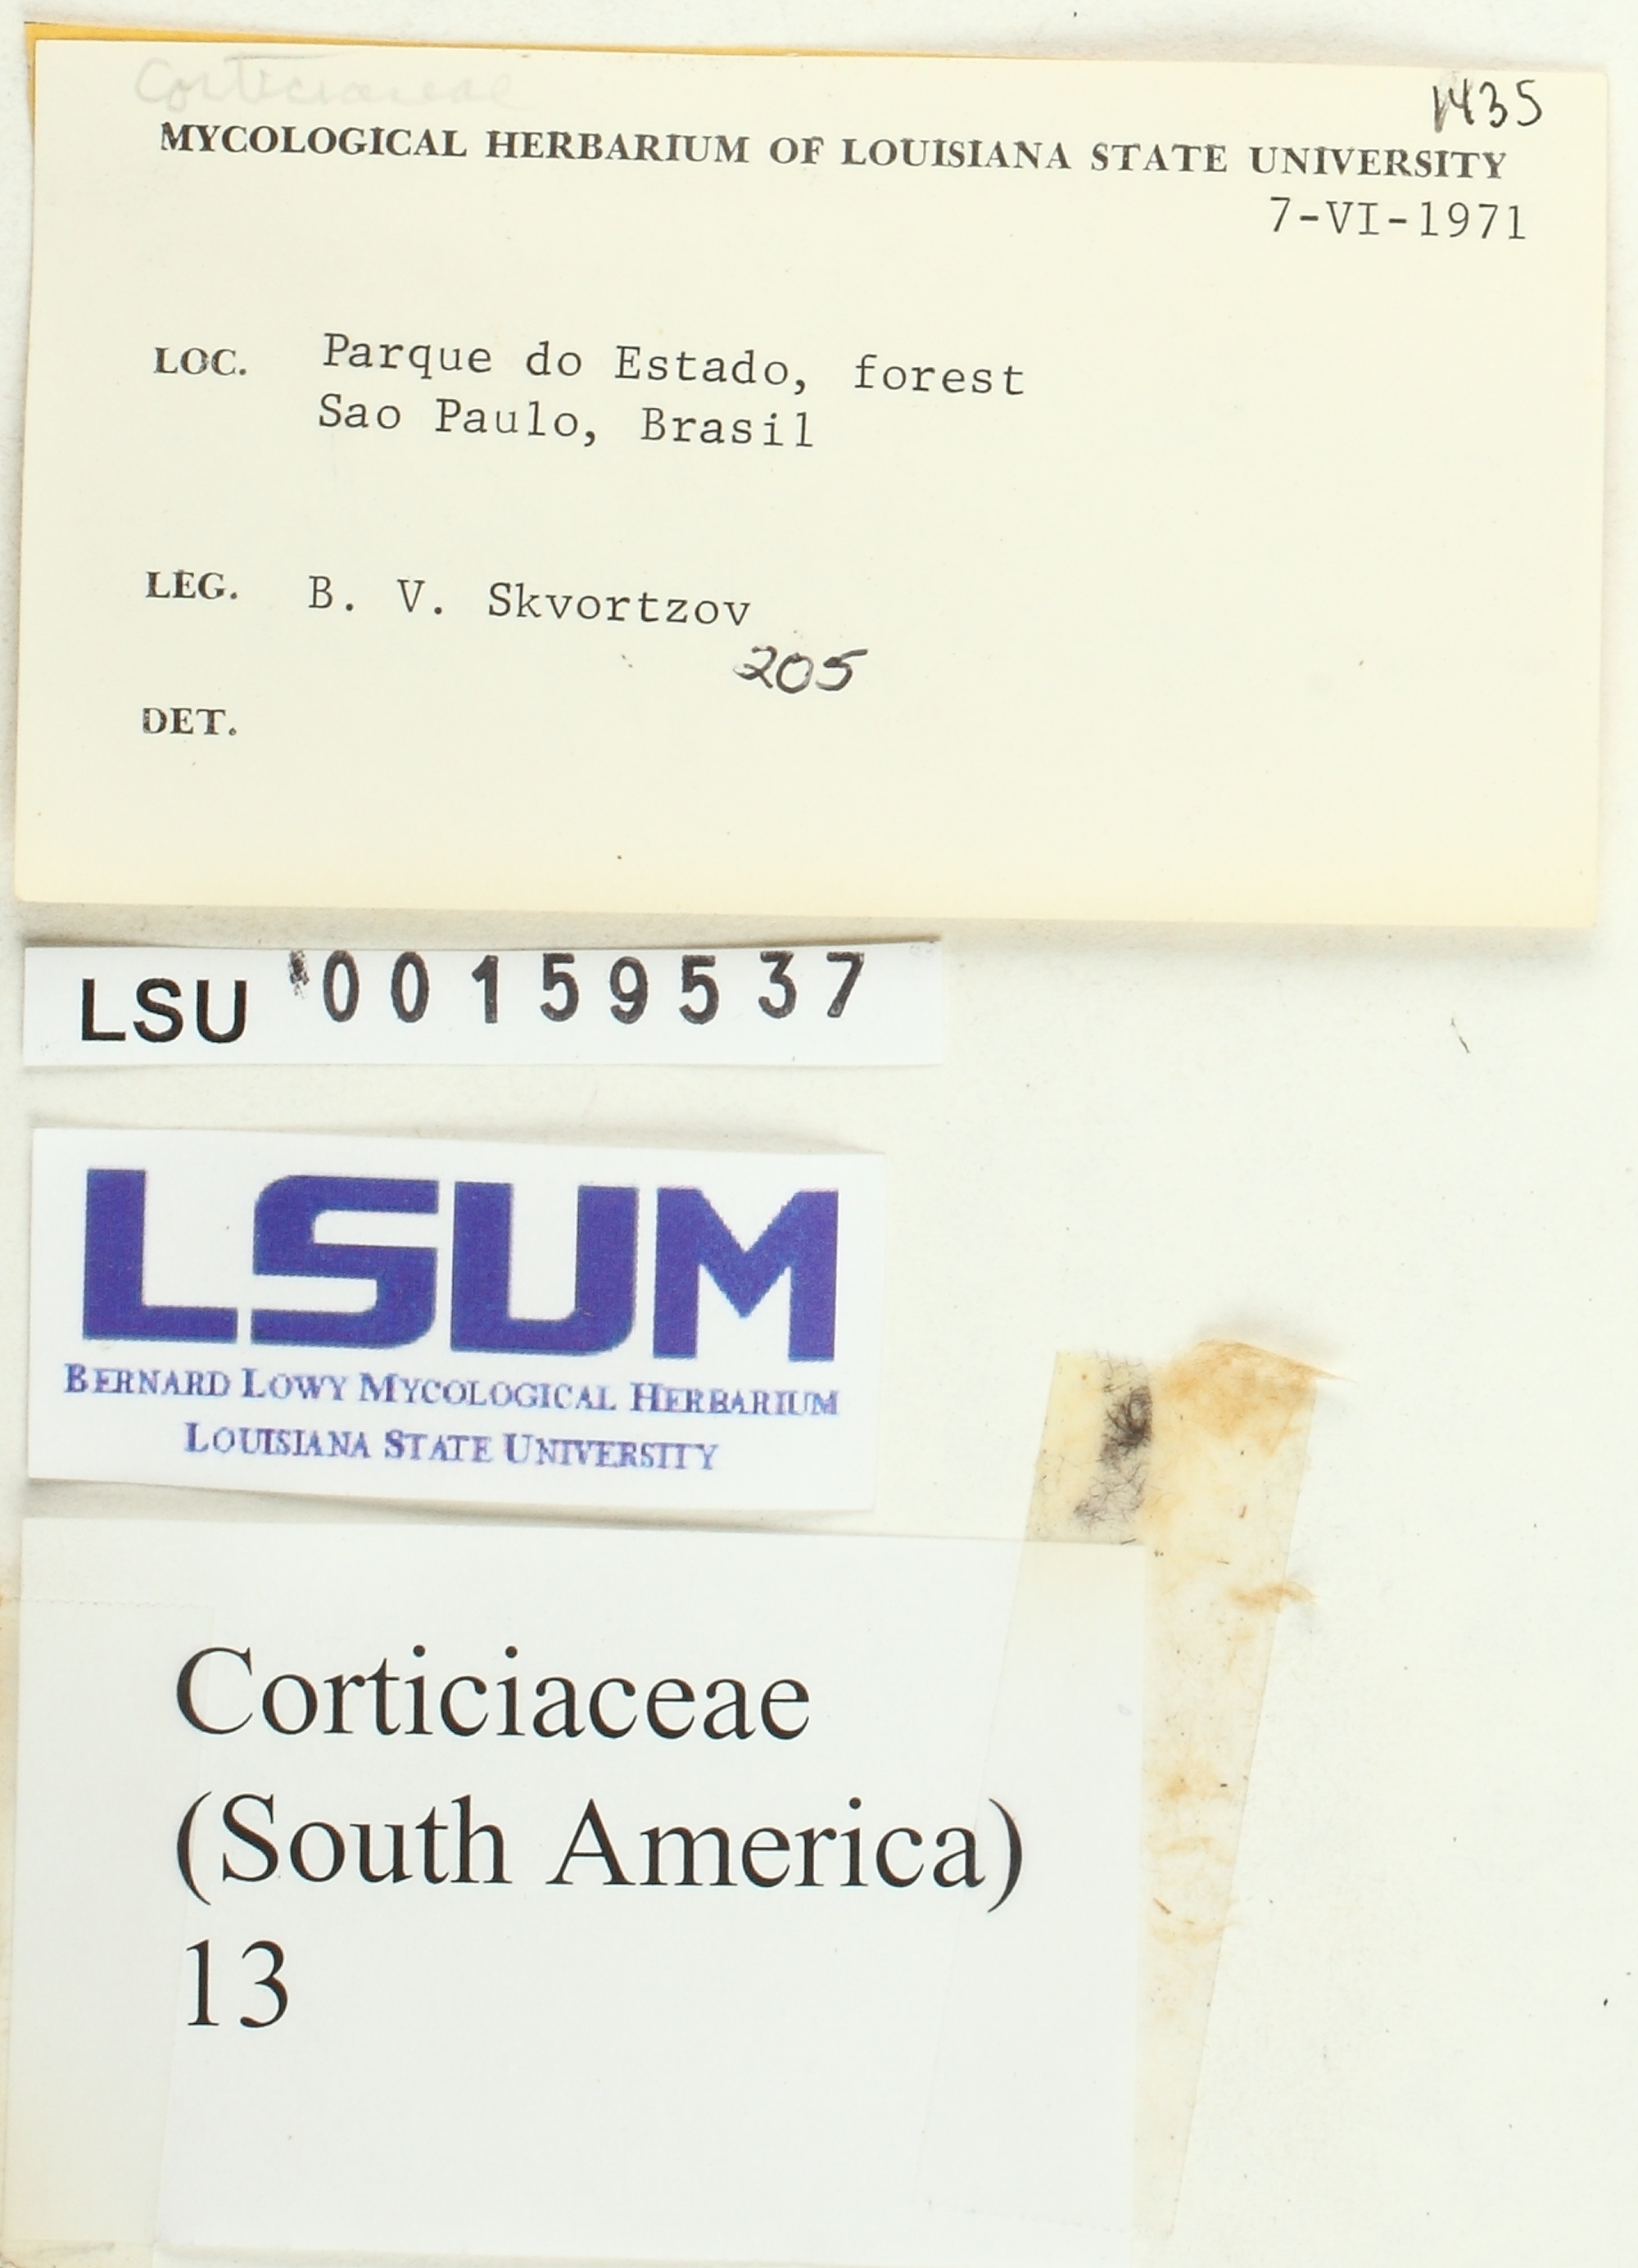 Corticiaceae
1435
MYCOLOGICAL HERBARIUM OF LOUISIANA STATE UNIVERSITY
7-VI-1971
LOC. Parque do Estado, forest
Sao Paulo, Brasil
LEG. B. V. Skvortzov
205
DET.
LSU 00159537
LSUM
BERNARD LOWY MYCOLOGICAL HERBARIUM
LOUISIANA STATE UNIVERSITY
Corticiaceae
(South America)
13